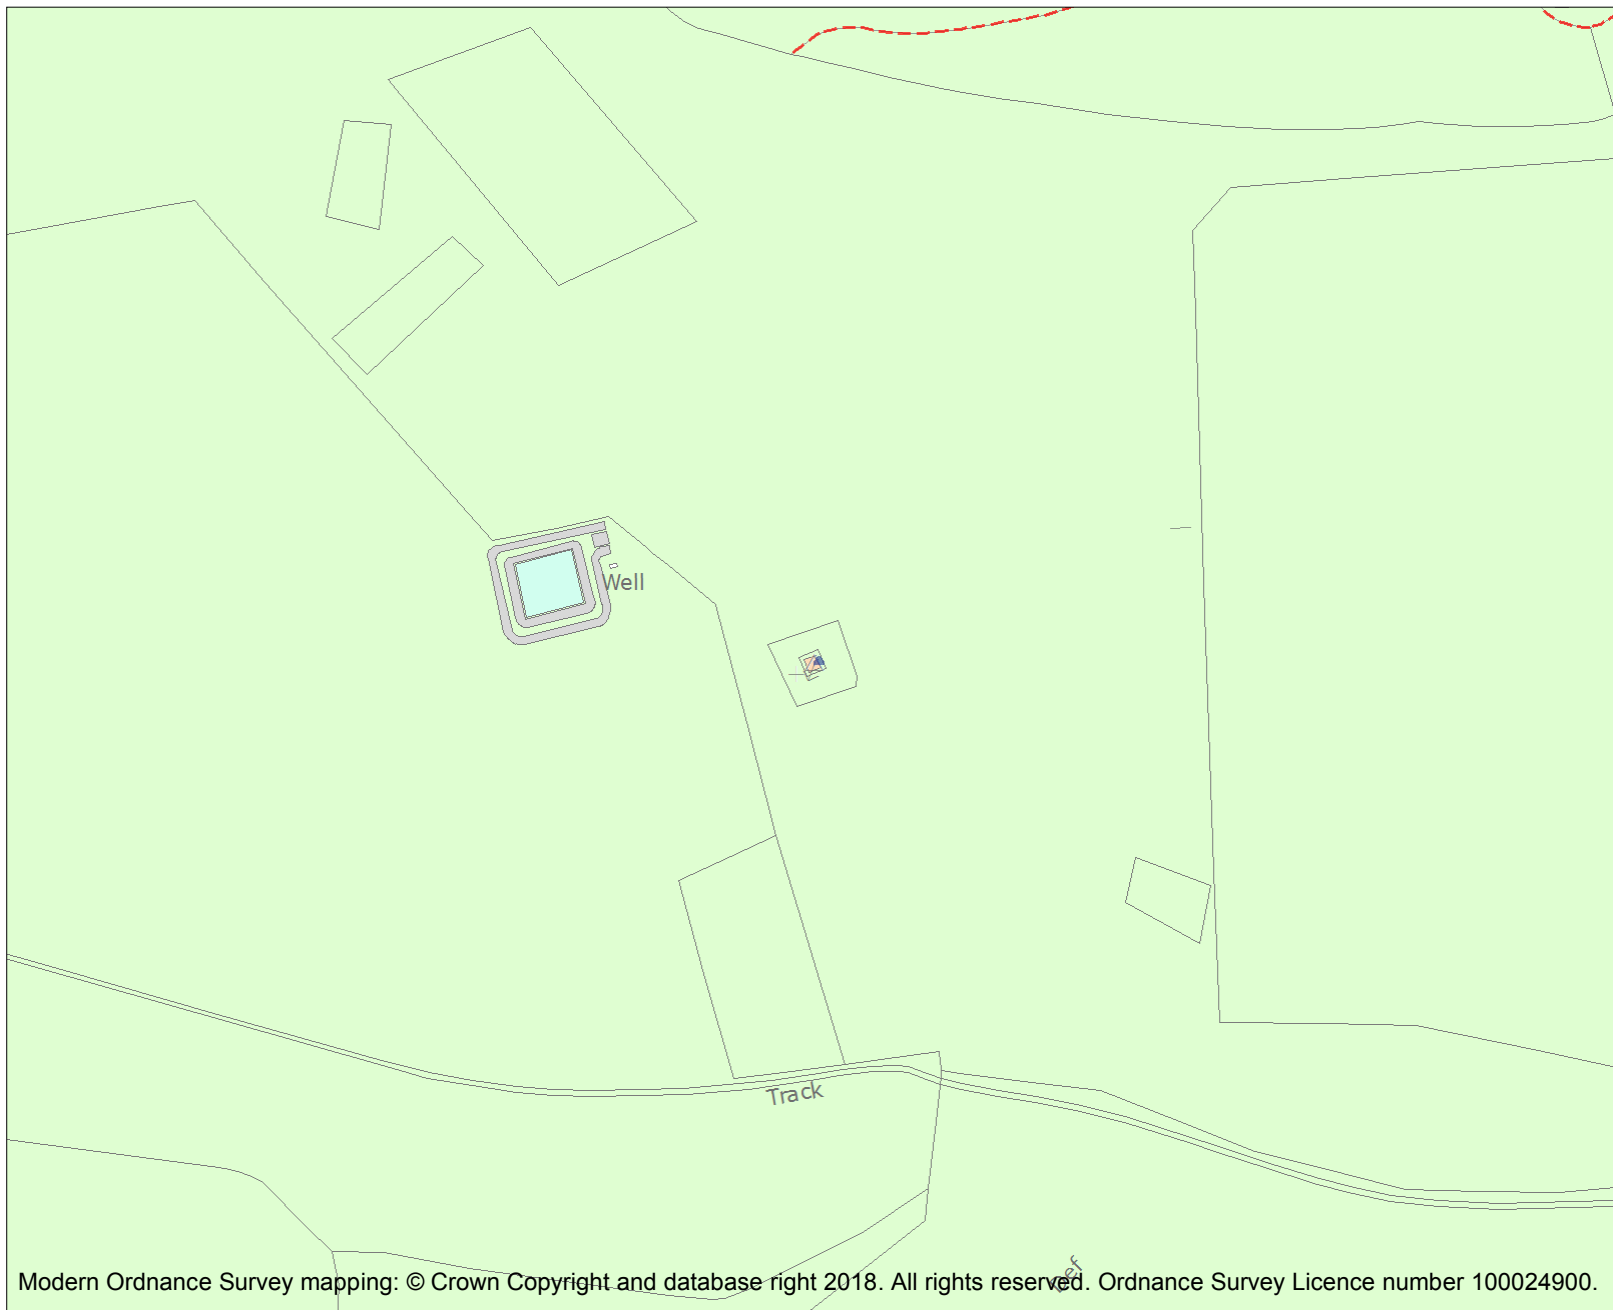 Well
Track
Def
Modern Ordnance Survey mapping: © Crown Copyright and database right 2018. All rights reserved. Ordnance Survey Licence number 100024900.